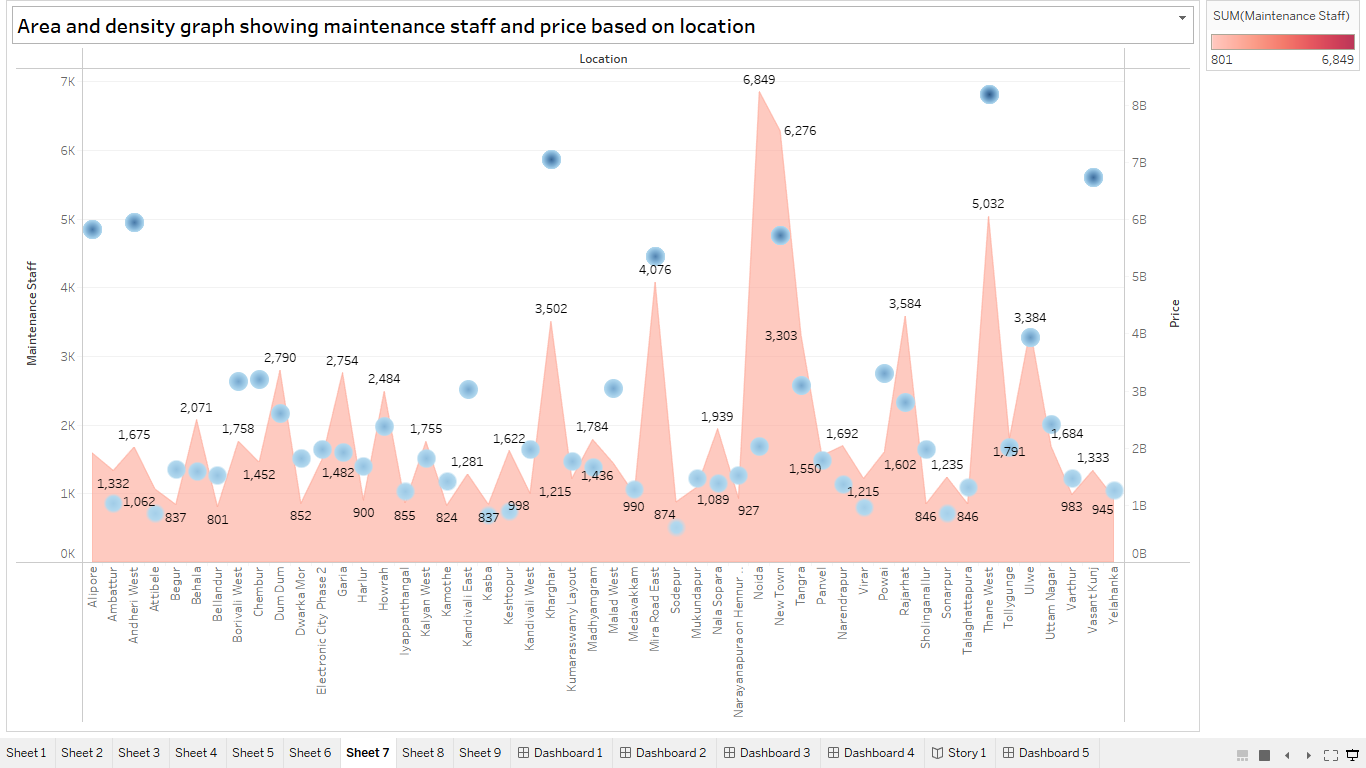 Area and density graph showing maintenance staff and price based on location
SUM(Maintenance Staff)
801 6,849
Location
Maintenance Staff
7K
6K
5K
4K
3K
2K
1K
0K
Price
8B
7B
6B
5B
4B
3B
2B
1B
0B
1,332
1,675
1,062
837
2,071
801
1,758
1,452
2,790
852
1,482
2,754
900
2,484
855
1,755
824
1,281
837
1,622
998
3,502
1,215
1,784
1,436
990
4,076
874
1,089
1,939
927
6,849
6,276
3,303
1,550
1,692
1,215
1,602
3,584
846
1,235
846
5,032
1,791
3,384
1,684
983
1,333
945
Alipore
Ambattur
Andheri West
Attibele
Begur
Behala
Bellandur
Borivali West
Chembur
Dum Dum
Dwarka Mor
Electronic City Phase 2
Garia
Harlur
Howrah
Iyappanthangal
Kalyan West
Kamothe
Kandivali East
Kasba
Keshtopur
Kandivali West
Kharghar
Kumaraswamy Layout
Madhyamgram
Malad West
Medavakkam
Mira Road East
Sodepur
Mukundapur
Nala Sopara
Narayanapura on Hennur ...
Noida
New Town
Tangra
Panvel
Narendrapur
Virar
Powai
Rajarhat
Sholinganallur
Sonarpur
Talaghattapura
Thane West
Tollygunge
Ulwe
Uttam Nagar
Varthur
Vasant Kunj
Yelahanka
Sheet 1 Sheet 2 Sheet 3 Sheet 4 Sheet 5 Sheet 6 Sheet 7 Sheet 8 Sheet 9 Dashboard 1 Dashboard 2 Dashboard 3 Dashboard 4 Story 1 Dashboard 5